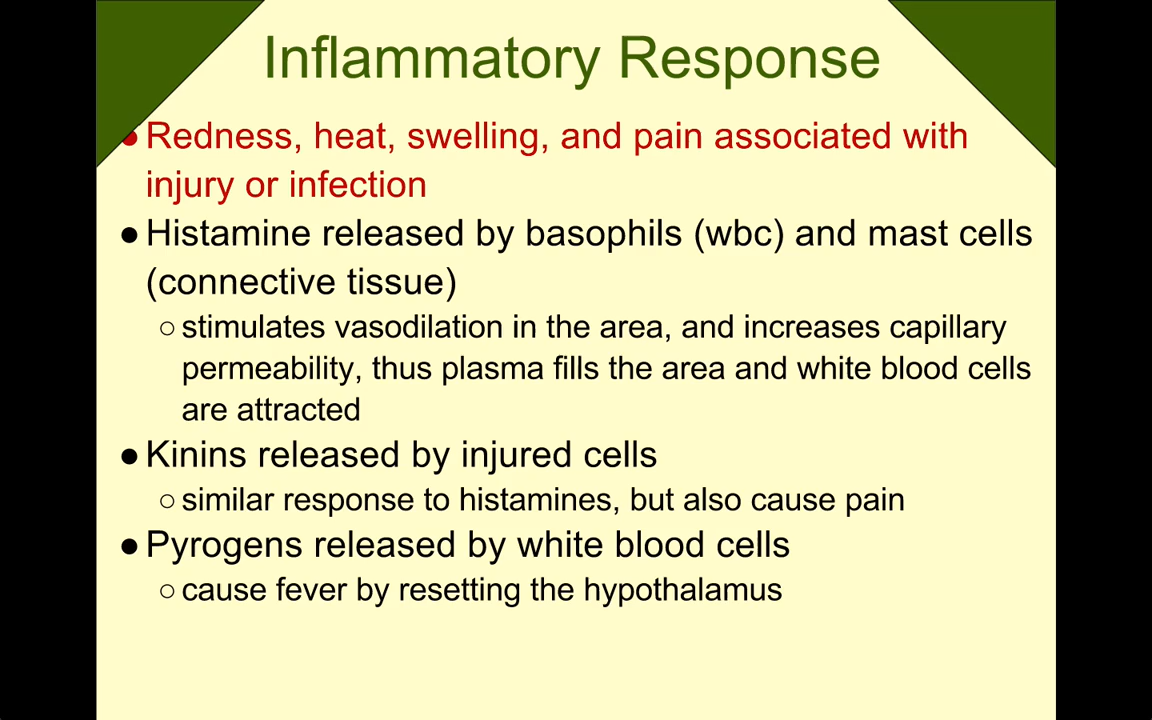 Inflammatory Response
● Redness, heat, swelling, and pain associated with
injury or infection
● Histamine released by basophils (wbc) and mast cells
(connective tissue)
○ stimulates vasodilation in the area, and increases capillary
permeability, thus plasma fills the area and white blood cells
are attracted
● Kinins released by injured cells
○ similar response to histamines, but also cause pain
● Pyrogens released by white blood cells
○ cause fever by resetting the hypothalamus